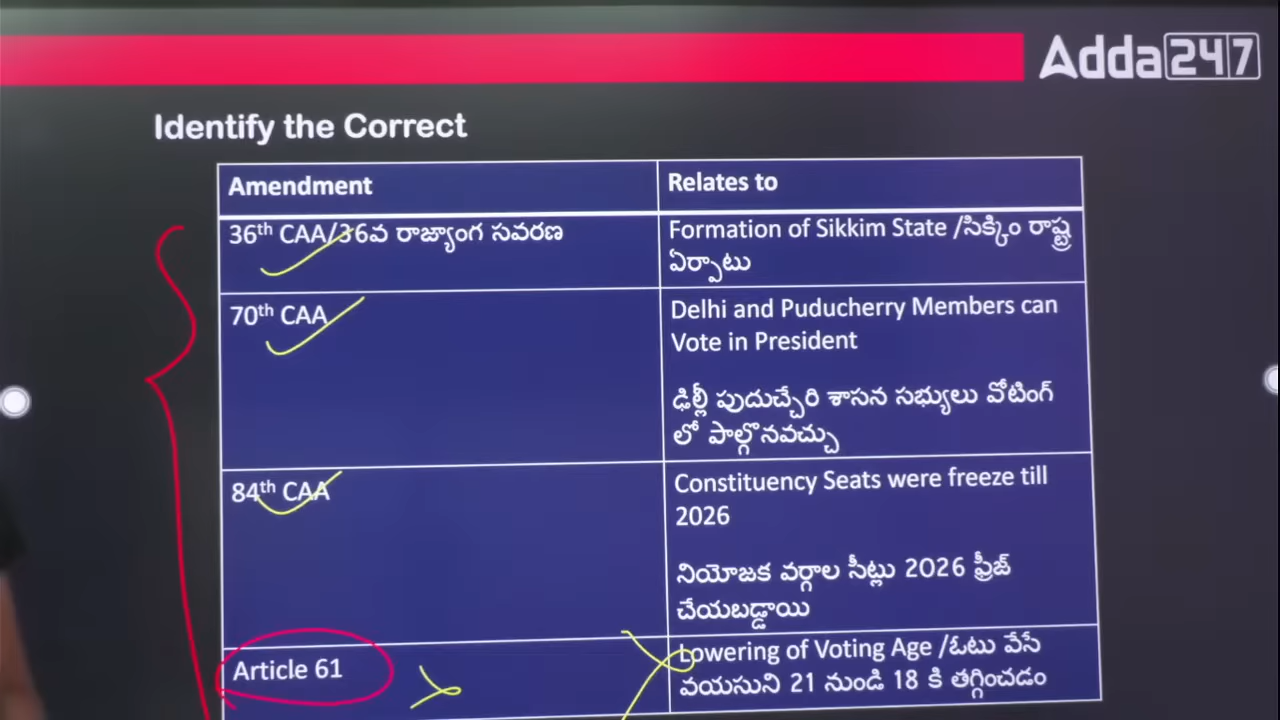 Adda247
Identify the Correct
Amendment
Relates to
36th CAA/36వ రాజ్యాంగ సవరణ
Formation of Sikkim State /సిక్కిం రాష్ట్ర
ఏర్పాటు
70th CAA
Delhi and Puducherry Members can
Vote in President
ఢిల్లీ పుదుచ్చేరి శాసన సభ్యులు వోటింగ్
లో పాల్గొనవచ్చు
84th CAA
Constituency Seats were freeze till
2026
నియోజక వర్గాల సీట్లు 2026 ఫ్రీజ్
చేయబడ్డాయి
Article 61
Lowering of Voting Age /ఓటు వేసే
వయసుని 21 నుండి 18 కి తగ్గించడం